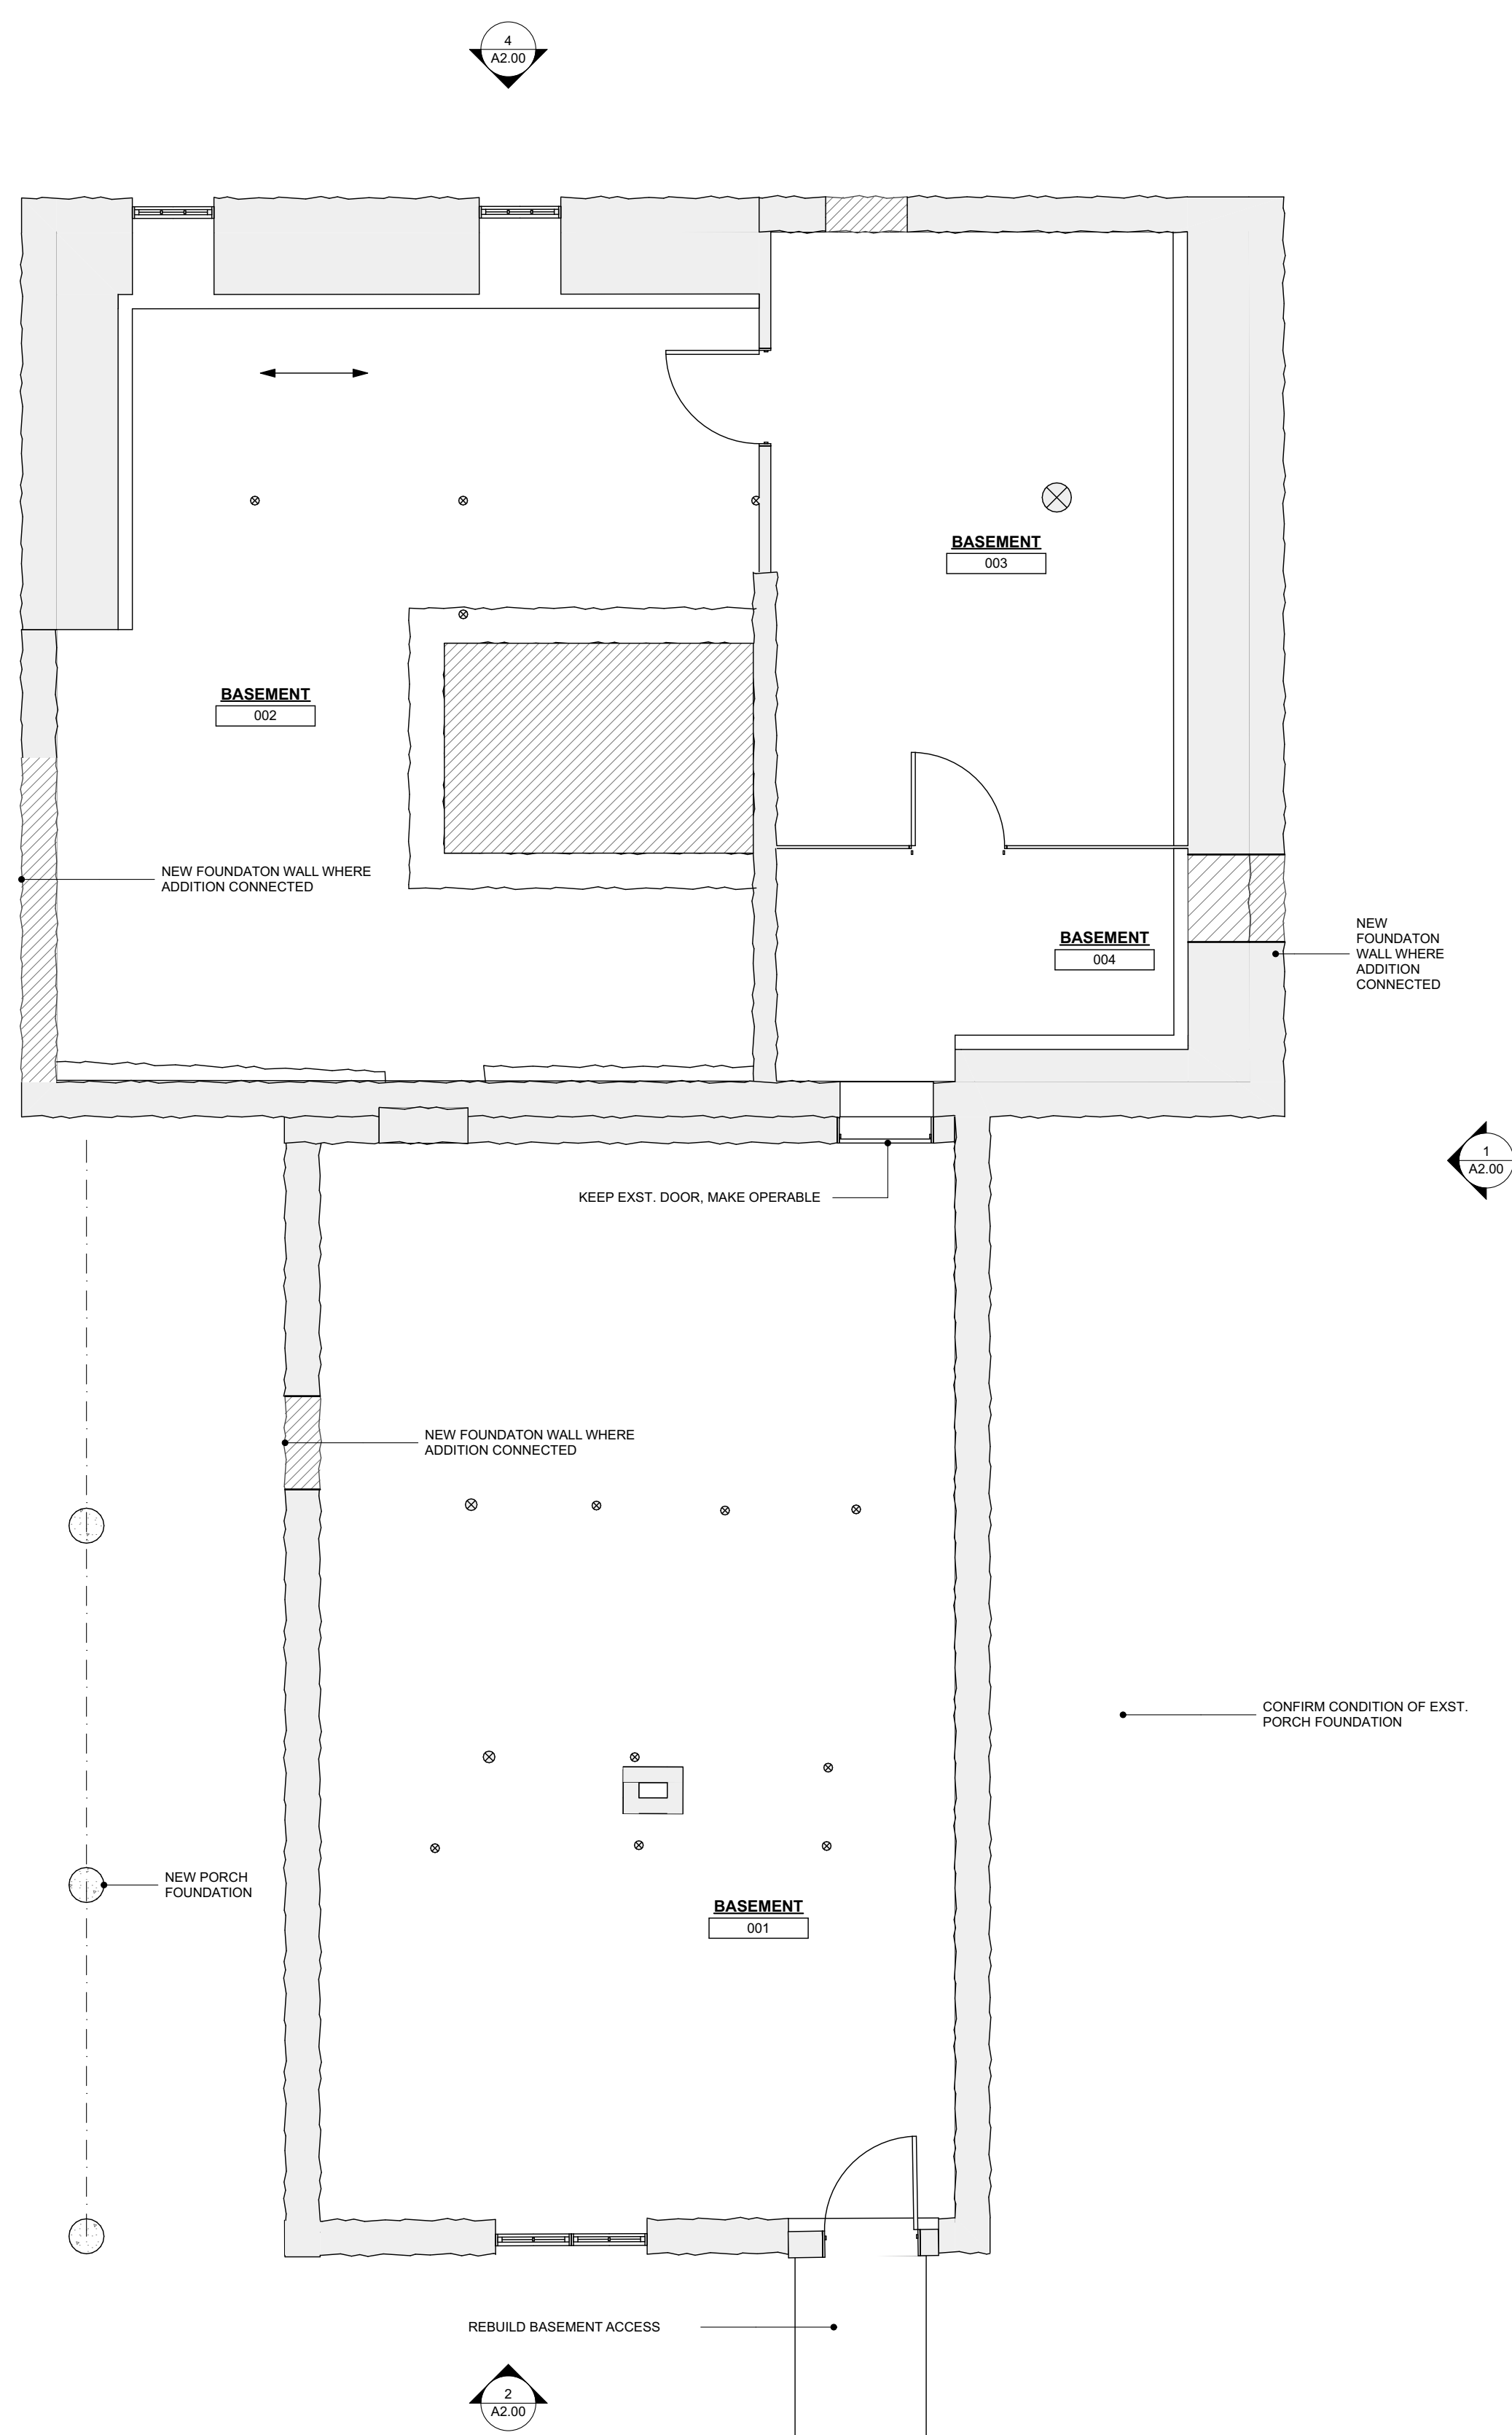 4
A2.00
BASEMENT
003
BASEMENT
002
NEW FOUNDATON WALL WHERE
ADDITION CONNECTED
BASEMENT
004
NEW
FOUNDATON
WALL WHERE
ADDITION
CONNECTED
1
A2.00
KEEP EXST. DOOR, MAKE OPERABLE
NEW FOUNDATON WALL WHERE
ADDITION CONNECTED
CONFIRM CONDITION OF EXST.
PORCH FOUNDATION
NEW PORCH
FOUNDATION
BASEMENT
001
REBUILD BASEMENT ACCESS
2
A2.00